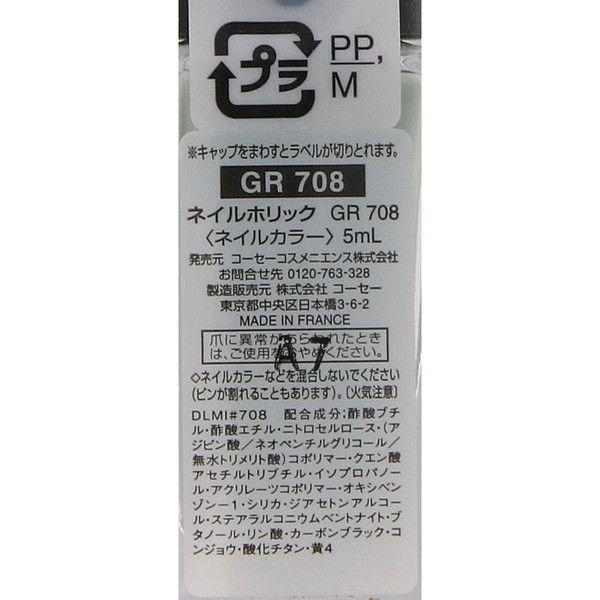 プラ
PP,
M
※キャップをまわすとラベルが切りとれます。
GR 708
ネイルホリック GR 708
〈ネイルカラー〉5mL
発売元 コーセーコスメニエンス株式会社
お問合せ先 0120-763-328
製造販売元 株式会社 コーセー
東京都中央区日本橋3-6-2
MADE IN FRANCE
爪に異常があらわれたとき
は、ご使用をおやめください。
A7
◇ネイルカラーなどを混合しないでください
(ビンが割れることもあります)。〔火気注意〕
DLMI#708 配合成分:酢酸ブチ
ル・酢酸エチル・ニトロセルロース・(ア
ジピン酸/ネオペンチルグリコール/
無水トリメリト酸)コポリマー・クエン酸
アセチルトリブチル・イソプロパノー
ル・アクリレーツコポリマー・オキシベン
ゾン-1・シリカ・ジアセトンアルコー
ル・ステアラルコニウムベントナイト・ブ
タノール・リン酸・カーボンブラック・コ
ンジョウ・酸化チタン・黄4